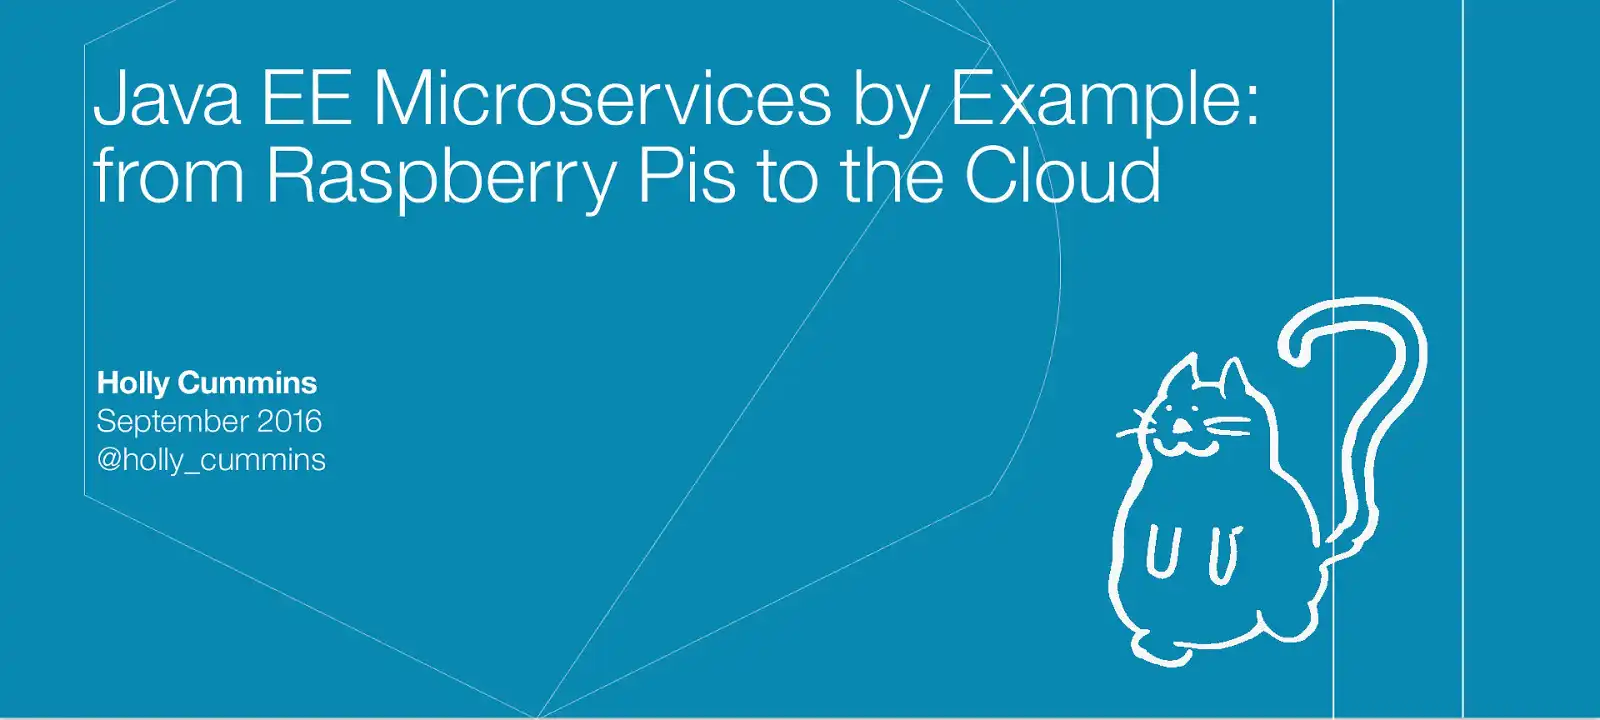 Java EE Microservices by Example:
from Raspberry Pis to the Cloud
Holly Cummins
September 2016
@holly_cummins